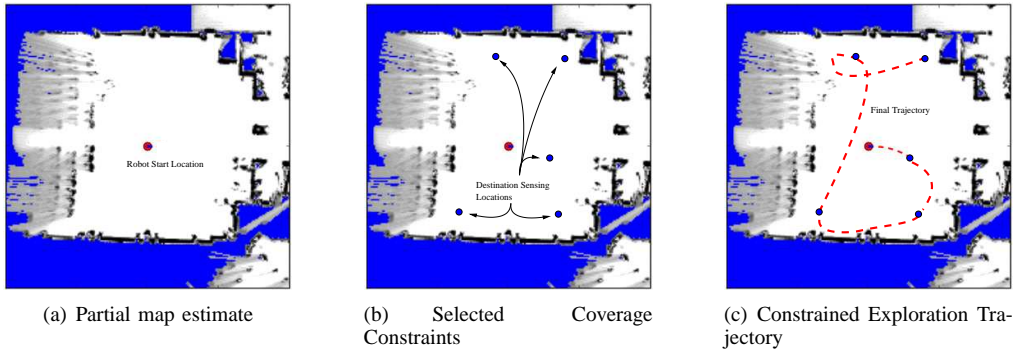 Robot Start Location
Destination Sensing
Locations
Final Trajectory
(a) Partial map estimate
(b) Selected Coverage
Constraints
(c) Constrained Exploration Tra-
jectory